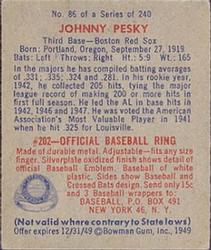 No. 86 of a Series of 240
JOHNNY PESKY
Third Base—Boston Red Sox
Born: Portland, Oregon, September 27, 1919
Bats: Left / Throws: Right: Ht.: 5:9 Wt.: 165
In the majors he has compiled batting averages
of .331; .335; .324 and .281. In his rookie year,
1942, he collected 205 hits, tying the major
league record of making 200 or more hits in
first full season. He led the AL in base hits in
1942, 1946 and 1947. He was voted the American
Association's Most Valuable Player in 1941
when he hit .325 for Louisville.
#202—OFFICIAL BASEBALL RING
Made of durable metal. Adjustable—fits any size
finger. Silverplate oxidized finish shows detail of
official Baseball Emblem. Baseball of white
plastic. Sides show Baseball and
Crossed Bats design. Send only 15c
and 3 Baseball wrappers to:
BASEBALL, P.O. BOX 491
NEW YORK 46, N. Y.
(Not valid where contrary to State laws)
Offer expires 12/31/49 © Bowman Gum, Inc., 1949